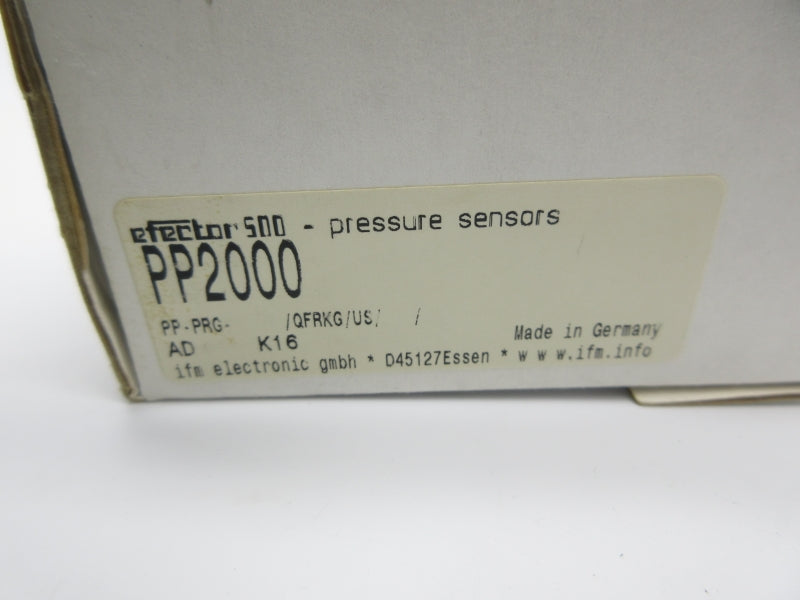 efector500 - pressure sensors
PP2000
PP-PRG- /QFRKG/US/ /
AD K16 Made in Germany
ifm electronic gmbh * D45127Essen * w w w.ifm.info